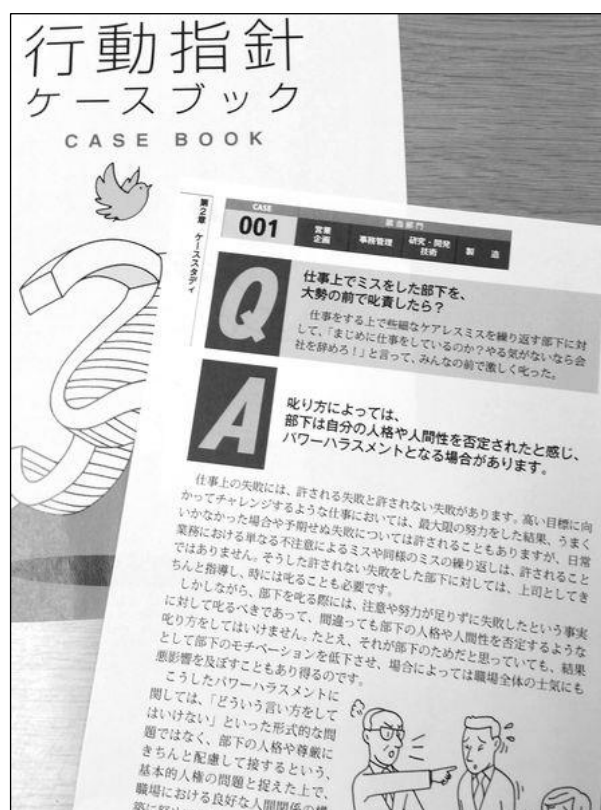 行動指針
ケースブック
CASE BOOK
第2章 ケーススタディ
CASE
001
該当部門
営業
企画
事務管理
研究・開発
技術
製造
Q
仕事上でミスをした部下を、
大勢の前で叱責したら？
仕事をする上で些細なケアレスミスを繰り返す部下に対
して、「まじめに仕事をしているのか？やる気がないなら会
社を辞めろ！」と言って、みんなの前で激しく叱った。
A
叱り方によっては、
部下は自分の人格や人間性を否定されたと感じ、
パワーハラスメントとなる場合があります。
仕事上の失敗には、許される失敗と許されない失敗があります。高い目標に向
かってチャレンジするような仕事においては、最大限の努力をした結果、うまく
いかなかった場合や予期せぬ失敗については許されることもありますが、日常
業務における単なる不注意によるミスや同様のミスの繰り返しは、許されること
ではありません。そうした許されない失敗をした部下に対しては、上司としてき
ちんと指導し、時には叱ることも必要です。
しかしながら、部下を叱る際には、注意や努力が足りずに失敗したという事実
に対して叱るべきであって、間違っても部下の人格や人間性を否定するような
叱り方をしてはいけません。たとえ、それが部下のためだと思っていても、結果
として部下のモチベーションを低下させ、場合によっては職場全体の士気にも
悪影響を及ぼすこともあり得るのです。
こうしたパワーハラスメントに
関しては、「どういう言い方をして
はいけない」といった形式的な問
題ではなく、部下の人格や尊厳に
きちんと配慮して接するという、
基本的人権の問題と捉えた上で、
職場における良好な人間関係の構